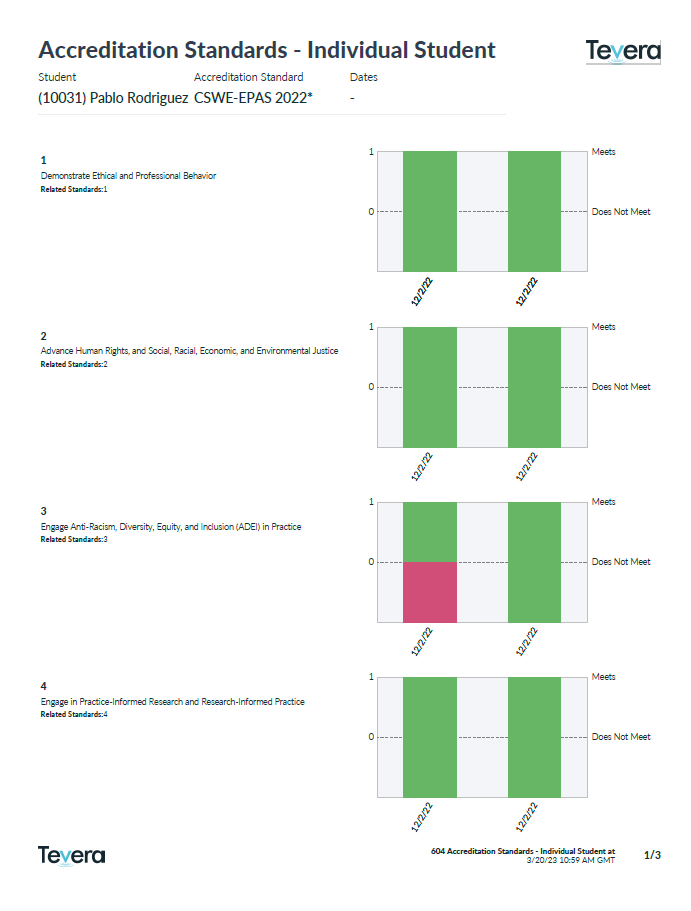 Accreditation Standards - Individual Student
Tevera
Student Accreditation Standard Dates
(10031) Pablo Rodriguez CSWE-EPAS 2022* -
1
Demonstrate Ethical and Professional Behavior
Related Standards:1
1 Meets
0 Does Not Meet
12/2/22 12/2/22
2
Advance Human Rights, and Social, Racial, Economic, and Environmental Justice
Related Standards:2
1 Meets
0 Does Not Meet
12/2/22 12/2/22
3
Engage Anti-Racism, Diversity, Equity, and Inclusion (ADEI) in Practice
Related Standards:3
1 Meets
0 Does Not Meet
12/2/22 12/2/22
4
Engage in Practice-Informed Research and Research-Informed Practice
Related Standards:4
1 Meets
0 Does Not Meet
12/2/22 12/2/22
Tevera
604 Accreditation Standards - Individual Student at
3/20/23 10:59 AM GMT
1/3